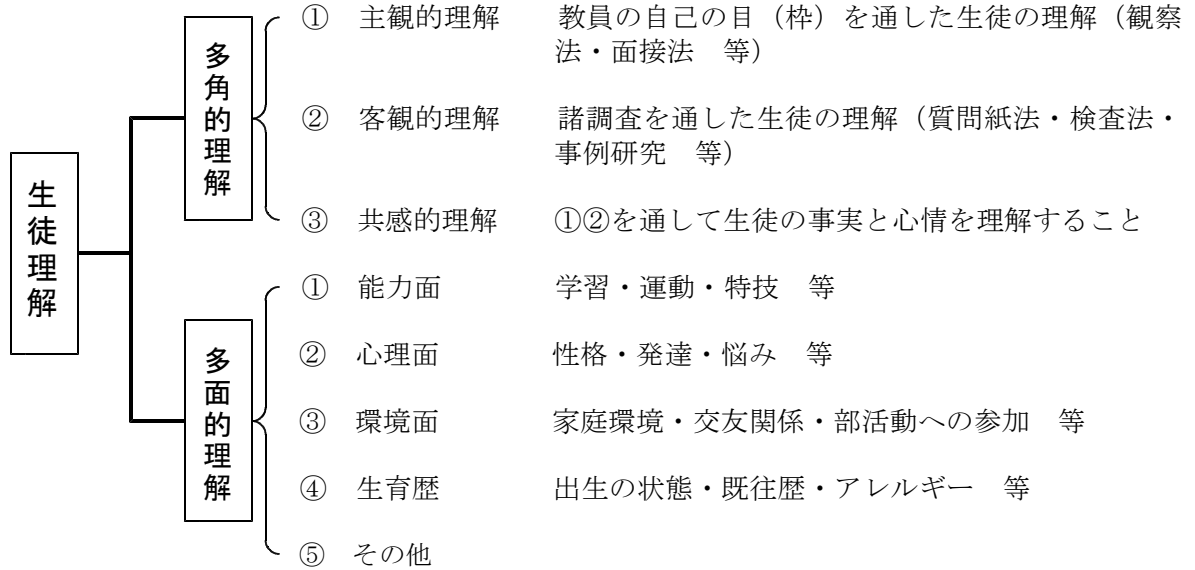 生徒理解
多角的理解
① 主観的理解 教員の自己の目(枠)を通した生徒の理解(観察
法・面接法 等)
② 客観的理解 諸調査を通した生徒の理解(質問紙法・検査法・
事例研究 等)
③ 共感的理解 ①②を通して生徒の事実と心情を理解すること
多面的理解
① 能力面 学習・運動・特技 等
② 心理面 性格・発達・悩み 等
③ 環境面 家庭環境・交友関係・部活動への参加 等
④ 生育歴 出生の状態・既往歴・アレルギー 等
⑤ その他